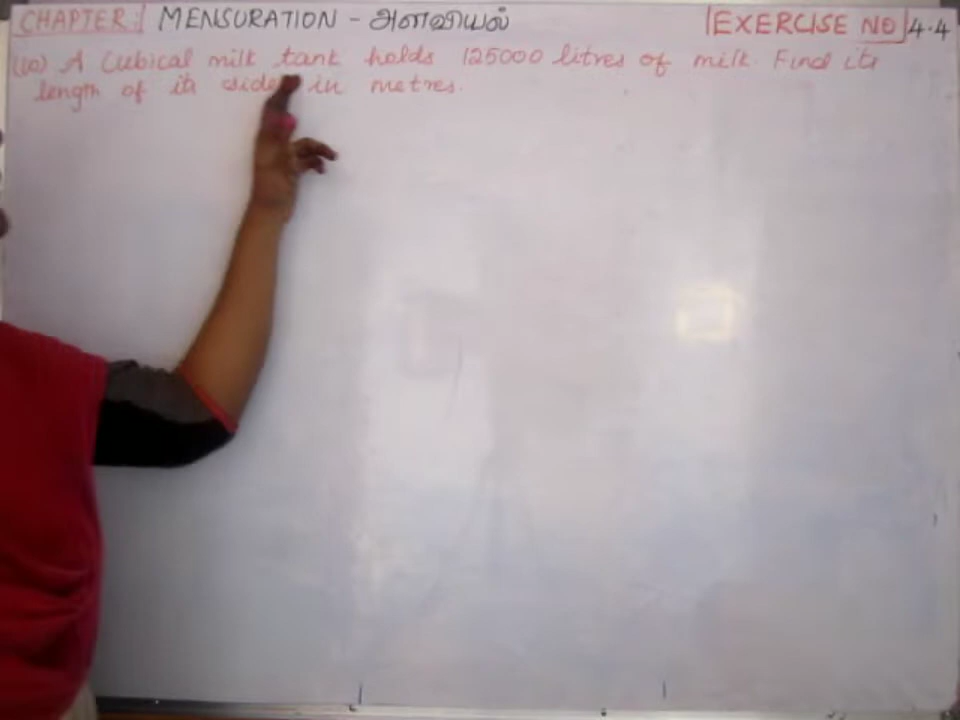 CHAPTER: MENSURATION - அளவியல் EXERCISE NO 4.4
(10) A Cubical milk tank holds 125000 litres of milk. Find its
length of its side in metres.